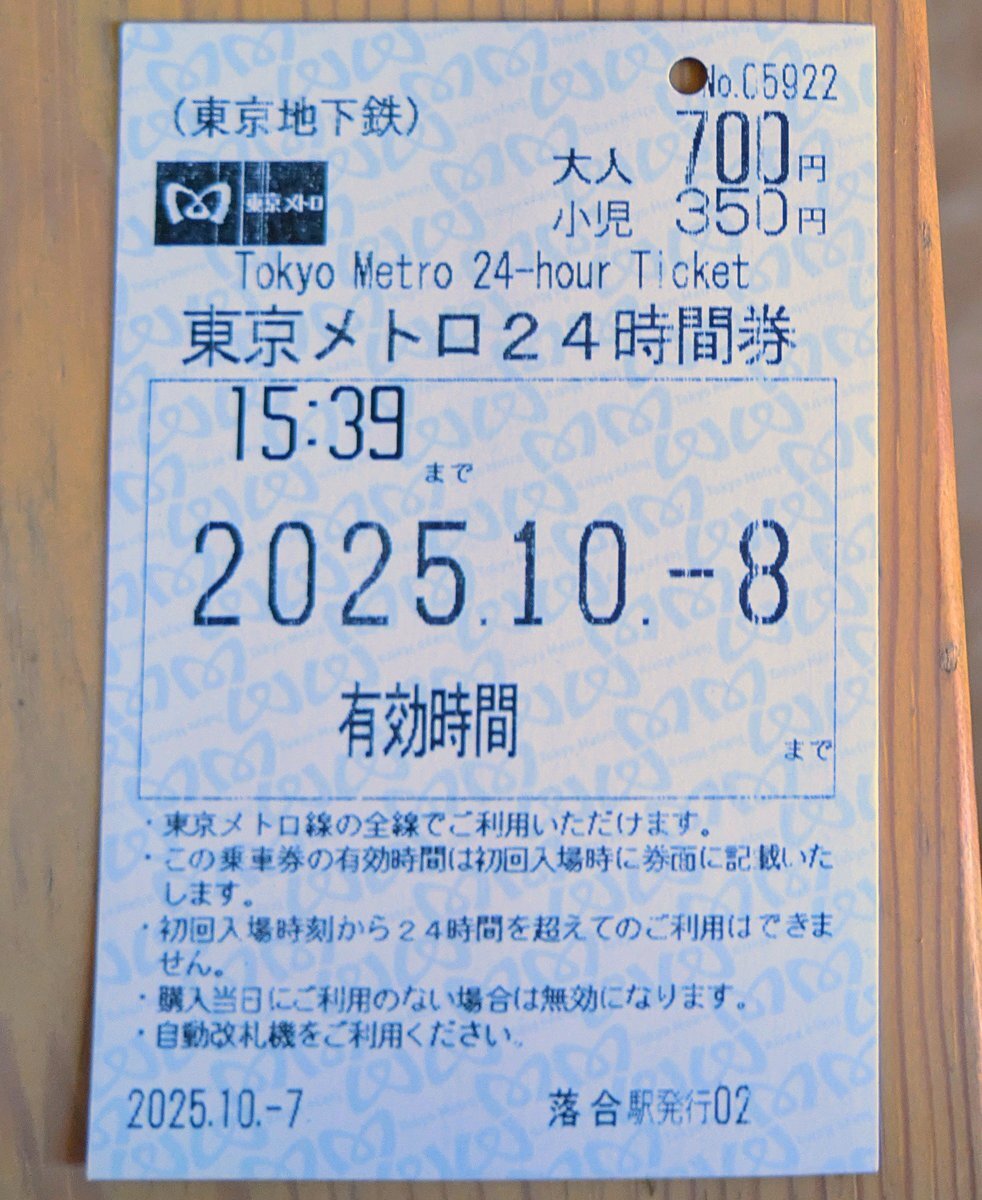 No.C5922
(東京地下鉄)
大人 700円
小児 350円
東京メトロ
Tokyo Metro 24-hour Ticket
東京メトロ24時間券
15:39
まで
2025.10.-8
有効時間
まで
・東京メトロ線の全線でご利用いただけます。
・この乗車券の有効時間は初回入場時に券面に記載いた
します。
・初回入場時刻から24時間を超えてのご利用はできま
せん。
・購入当日にご利用のない場合は無効になります。
・自動改札機をご利用ください。
2025.10.-7 落合駅発行02